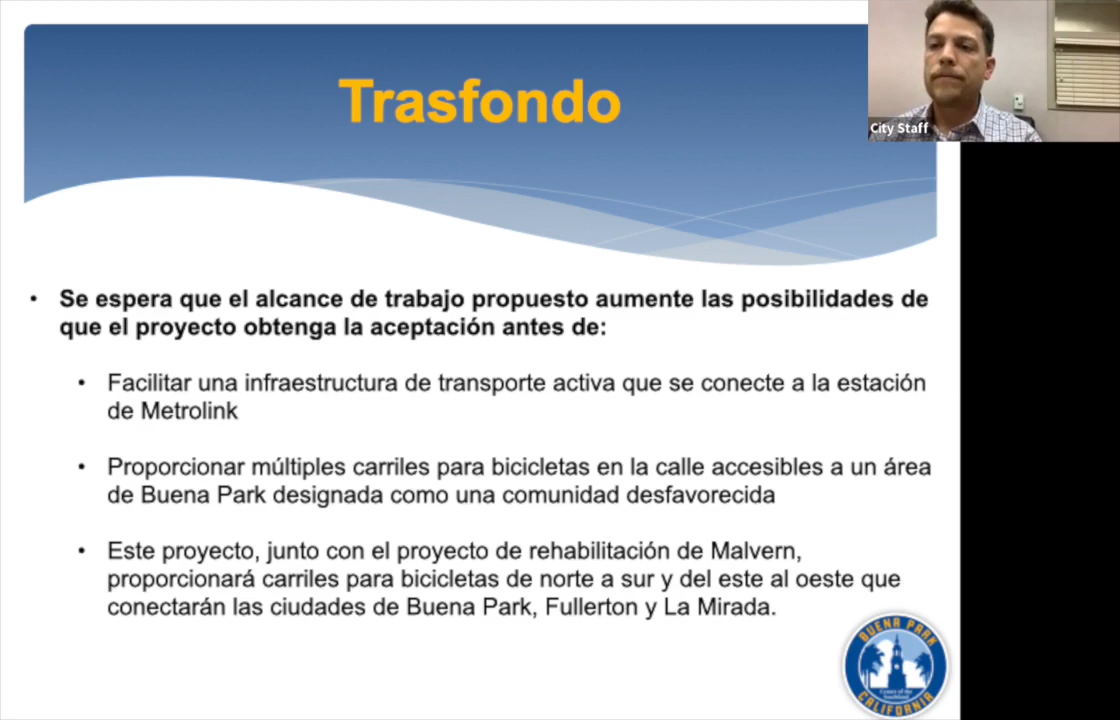 Trasfondo
City Staff
• Se espera que el alcance de trabajo propuesto aumente las posibilidades de
que el proyecto obtenga la aceptación antes de:
• Facilitar una infraestructura de transporte activa que se conecte a la estación
de Metrolink
• Proporcionar múltiples carriles para bicicletas en la calle accesibles a un área
de Buena Park designada como una comunidad desfavorecida
• Este proyecto, junto con el proyecto de rehabilitación de Malvern,
proporcionará carriles para bicicletas de norte a sur y del este al oeste que
conectarán las ciudades de Buena Park, Fullerton y La Mirada.
BUENA PARK
Center of the
Southland
CALIFORNIA